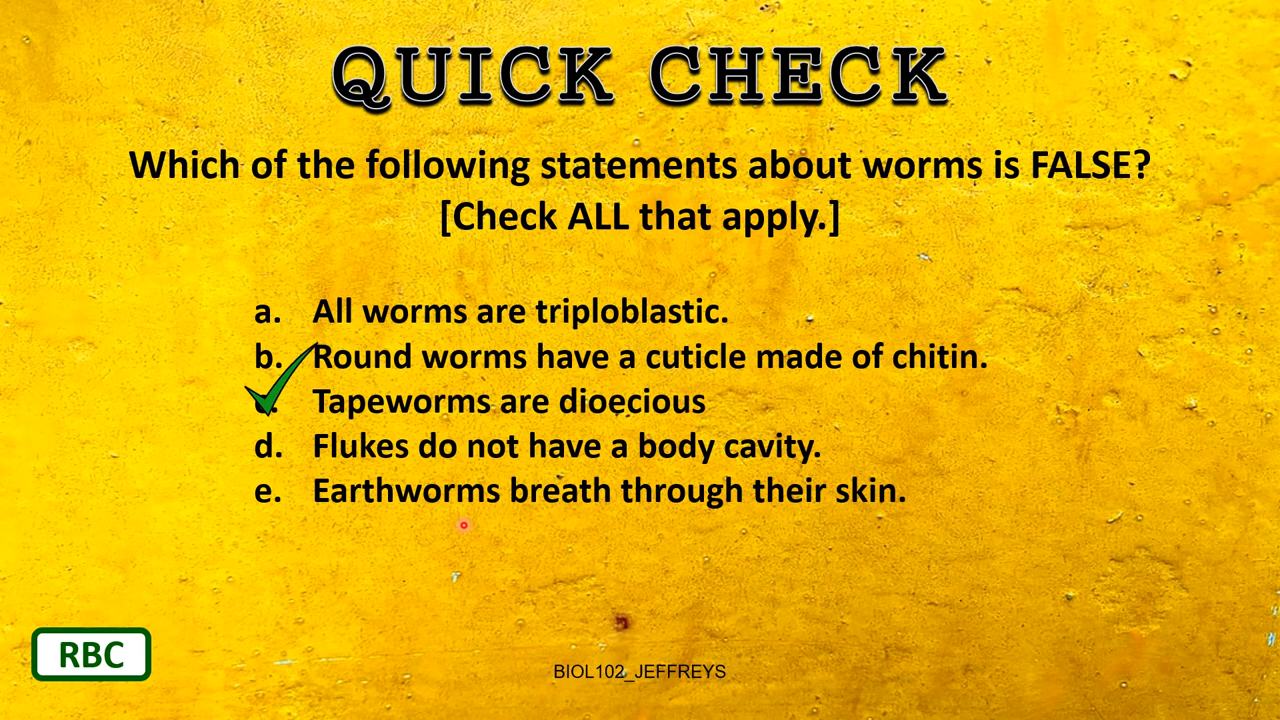 QUICK CHECK
Which of the following statements about worms is FALSE?
[Check ALL that apply.]
a. All worms are triploblastic.
b. Round worms have a cuticle made of chitin.
c. Tapeworms are dioecious
d. Flukes do not have a body cavity.
e. Earthworms breath through their skin.
RBC
BIOL102_JEFFREYS